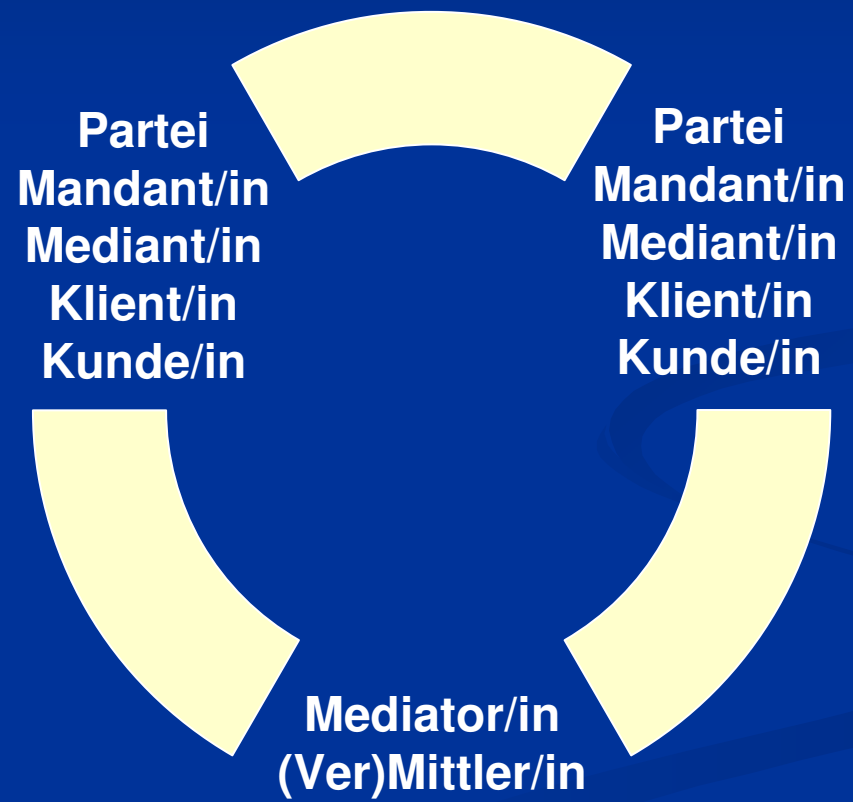 Partei
Mandant/in
Mediant/in
Klient/in
Kunde/in
Partei
Mandant/in
Mediant/in
Klient/in
Kunde/in
Mediator/in
(Ver)Mittler/in